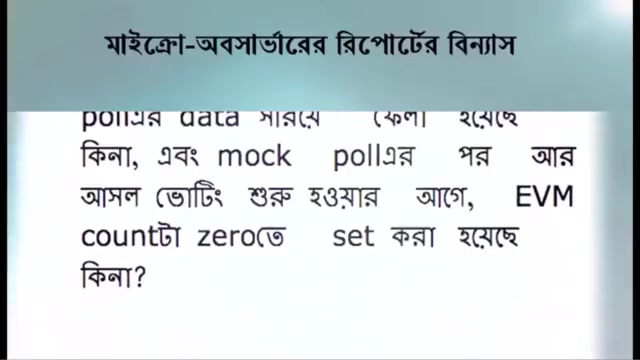 মাইক্রো-অবসার্ভারের রিপোর্টের বিন্যাস
pollএর data সরিয়ে ফেলা হয়েছে
কিনা, এবং mock pollএর পর আর
আসল ভোটিং শুরু হওয়ার আগে, EVM
countটা zeroতে set করা হয়েছে
কিনা?